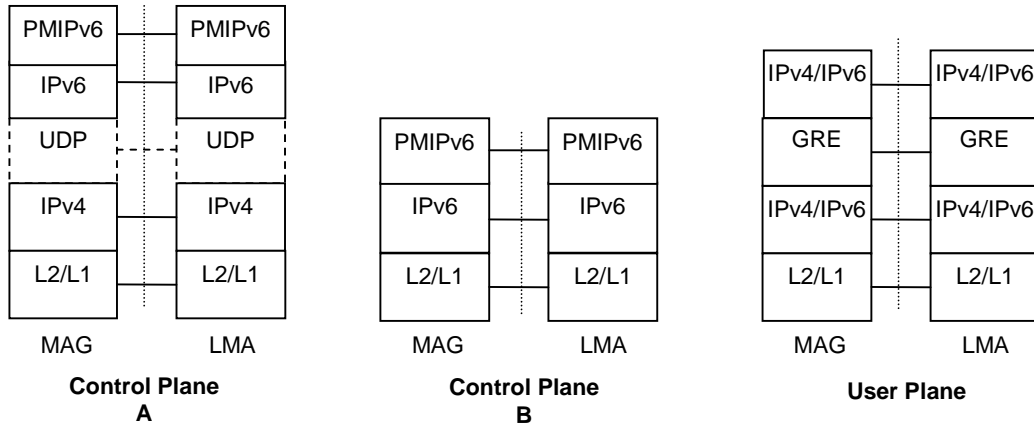 PMIPv6 PMIPv6
IPv6 IPv6
UDP UDP
IPv4 IPv4
L2/L1 L2/L1
MAG LMA
Control Plane
A
PMIPv6 PMIPv6
IPv6 IPv6
L2/L1 L2/L1
MAG LMA
Control Plane
B
IPv4/IPv6 IPv4/IPv6
GRE GRE
IPv4/IPv6 IPv4/IPv6
L2/L1 L2/L1
MAG LMA
User Plane